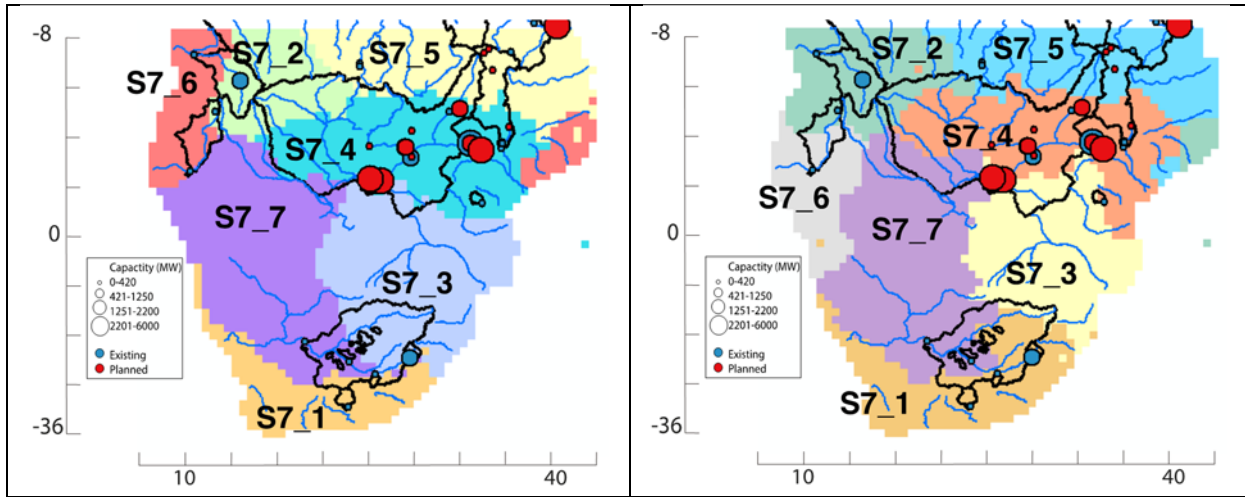 -8
S7_2
S7_5
S7_6
S7_4
S7_7
0
S7_3
Capactity (MW)
0-420
421-1250
1251-2200
2201-6000
Existing
Planned
S7_1
-36
10
40
-8
S7_2
S7_5
S7_4
S7_6
S7_7
0
S7_3
Capactity (MW)
0-420
421-1250
1251-2200
2201-6000
Existing
Planned
S7_1
-36
10
40